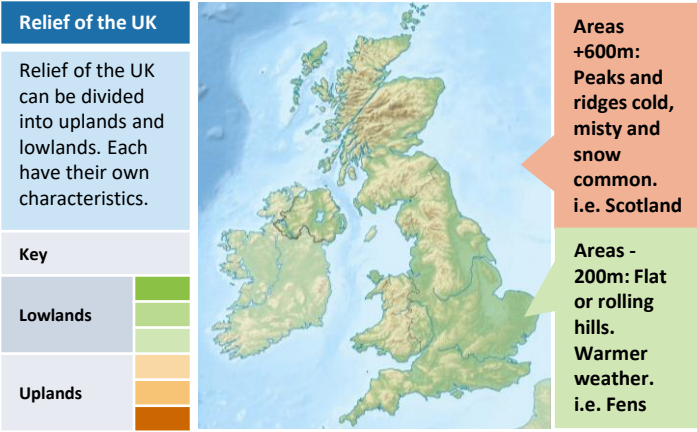 Relief of the UK
Relief of the UK
can be divided
into uplands and
lowlands. Each
have their own
characteristics.
Key
Lowlands
Uplands
Areas
+600m:
Peaks and
ridges cold,
misty and
snow
common.
i.e. Scotland
Areas -
200m: Flat
or rolling
hills.
Warmer
weather.
i.e. Fens